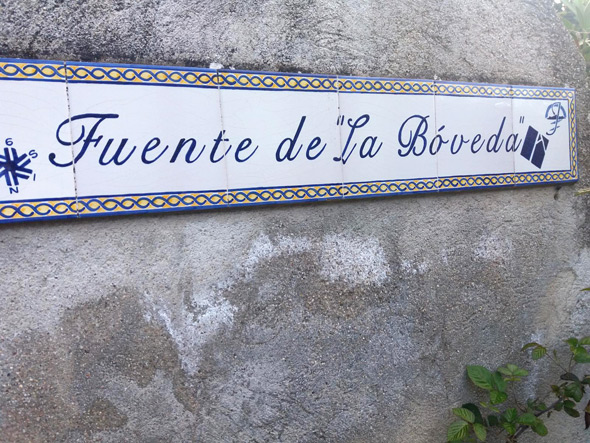 Fuente de "La Bóveda"